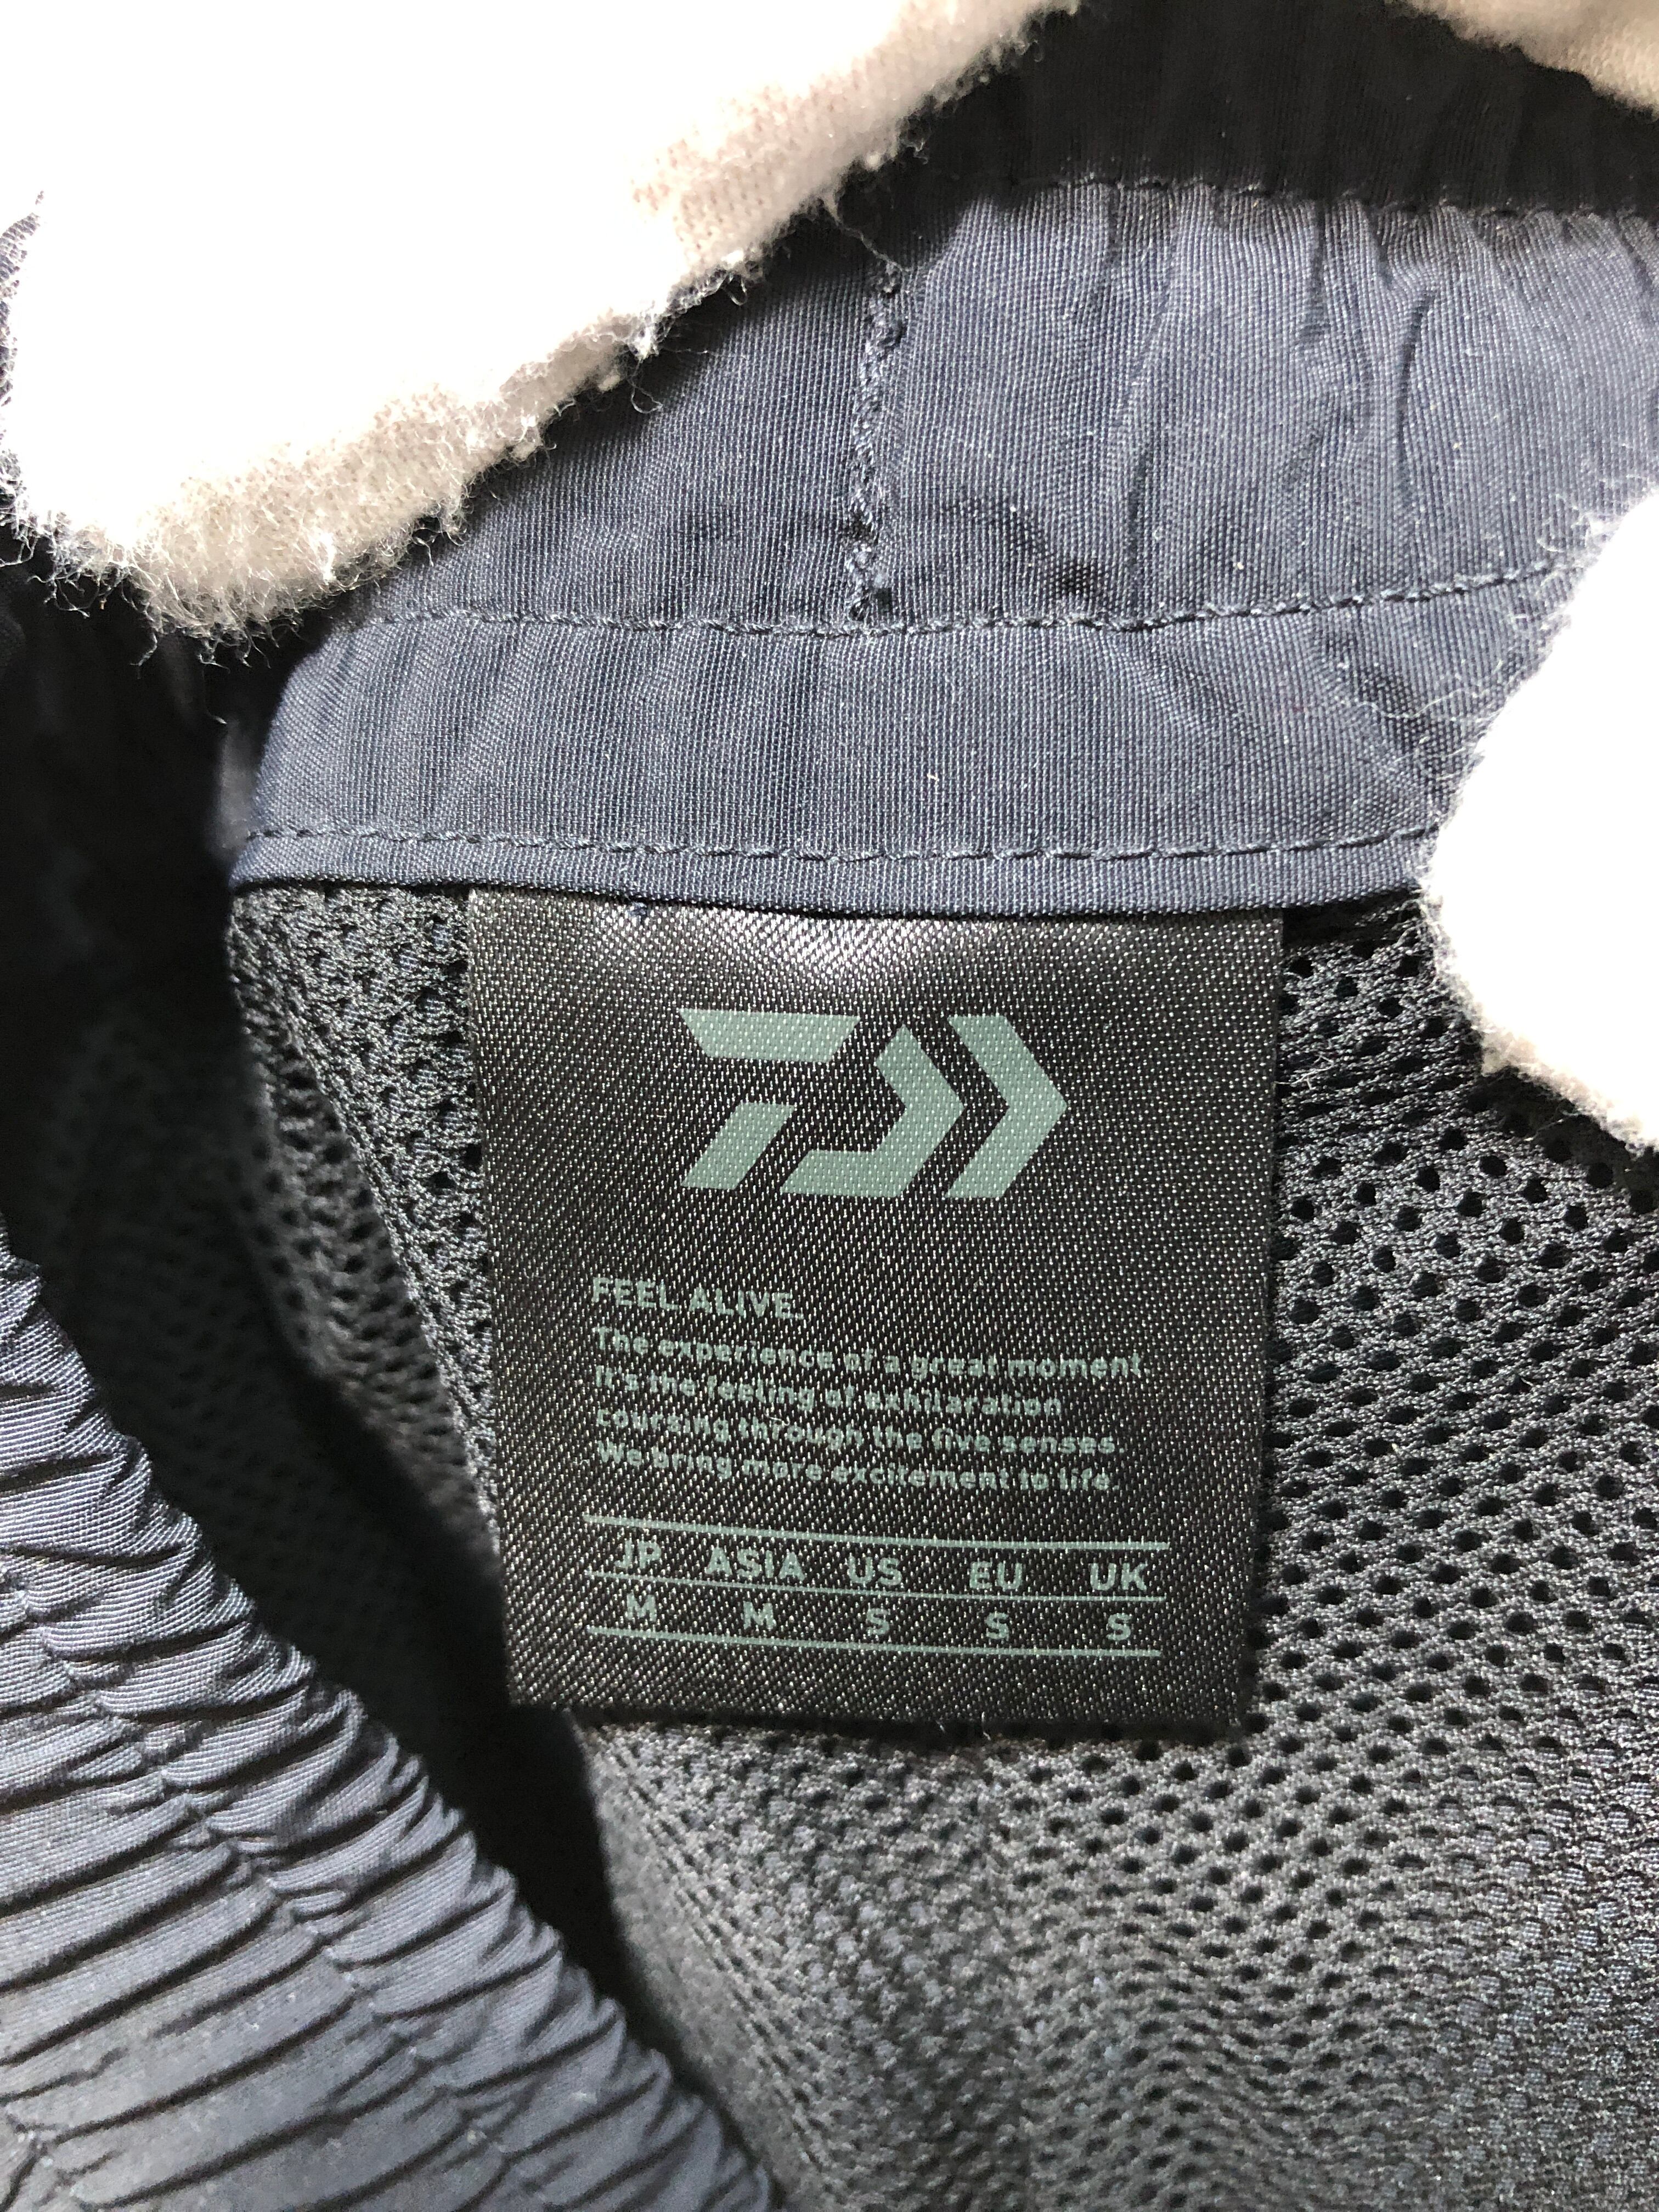 FEEL ALIVE.
The experience of a great moment
It's the feeling of exhilaration
coursing through the five senses.
We bring more excitement to life.
JP ASIA US EU UK
M M S S S